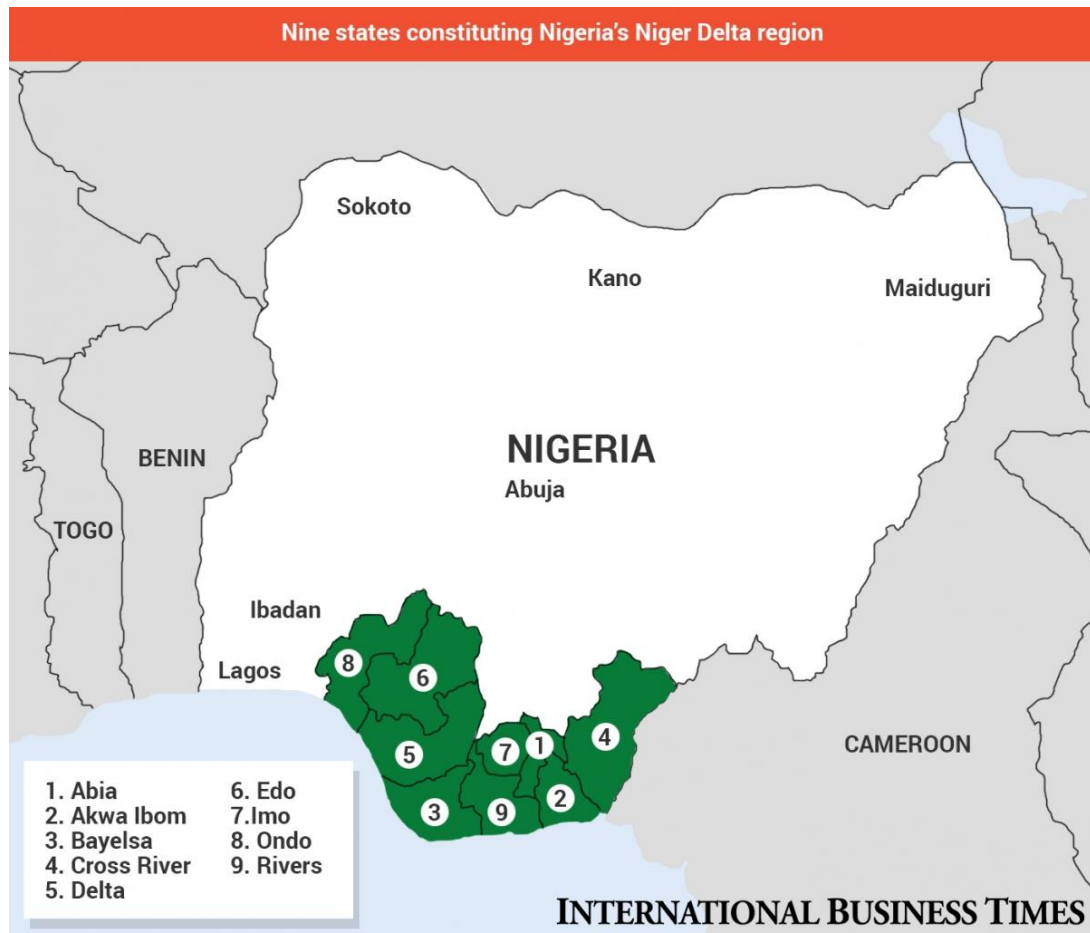 Nine states constituting Nigeria's Niger Delta region
Sokoto
Kano
Maiduguri
NIGERIA
Abuja
BENIN
TOGO
Ibadan
Lagos
8
6
5
7
1
4
3
9
2
CAMEROON
1. Abia
2. Akwa Ibom
3. Bayelsa
4. Cross River
5. Delta
6. Edo
7.Imo
8. Ondo
9. Rivers
INTERNATIONAL BUSINESS TIMES